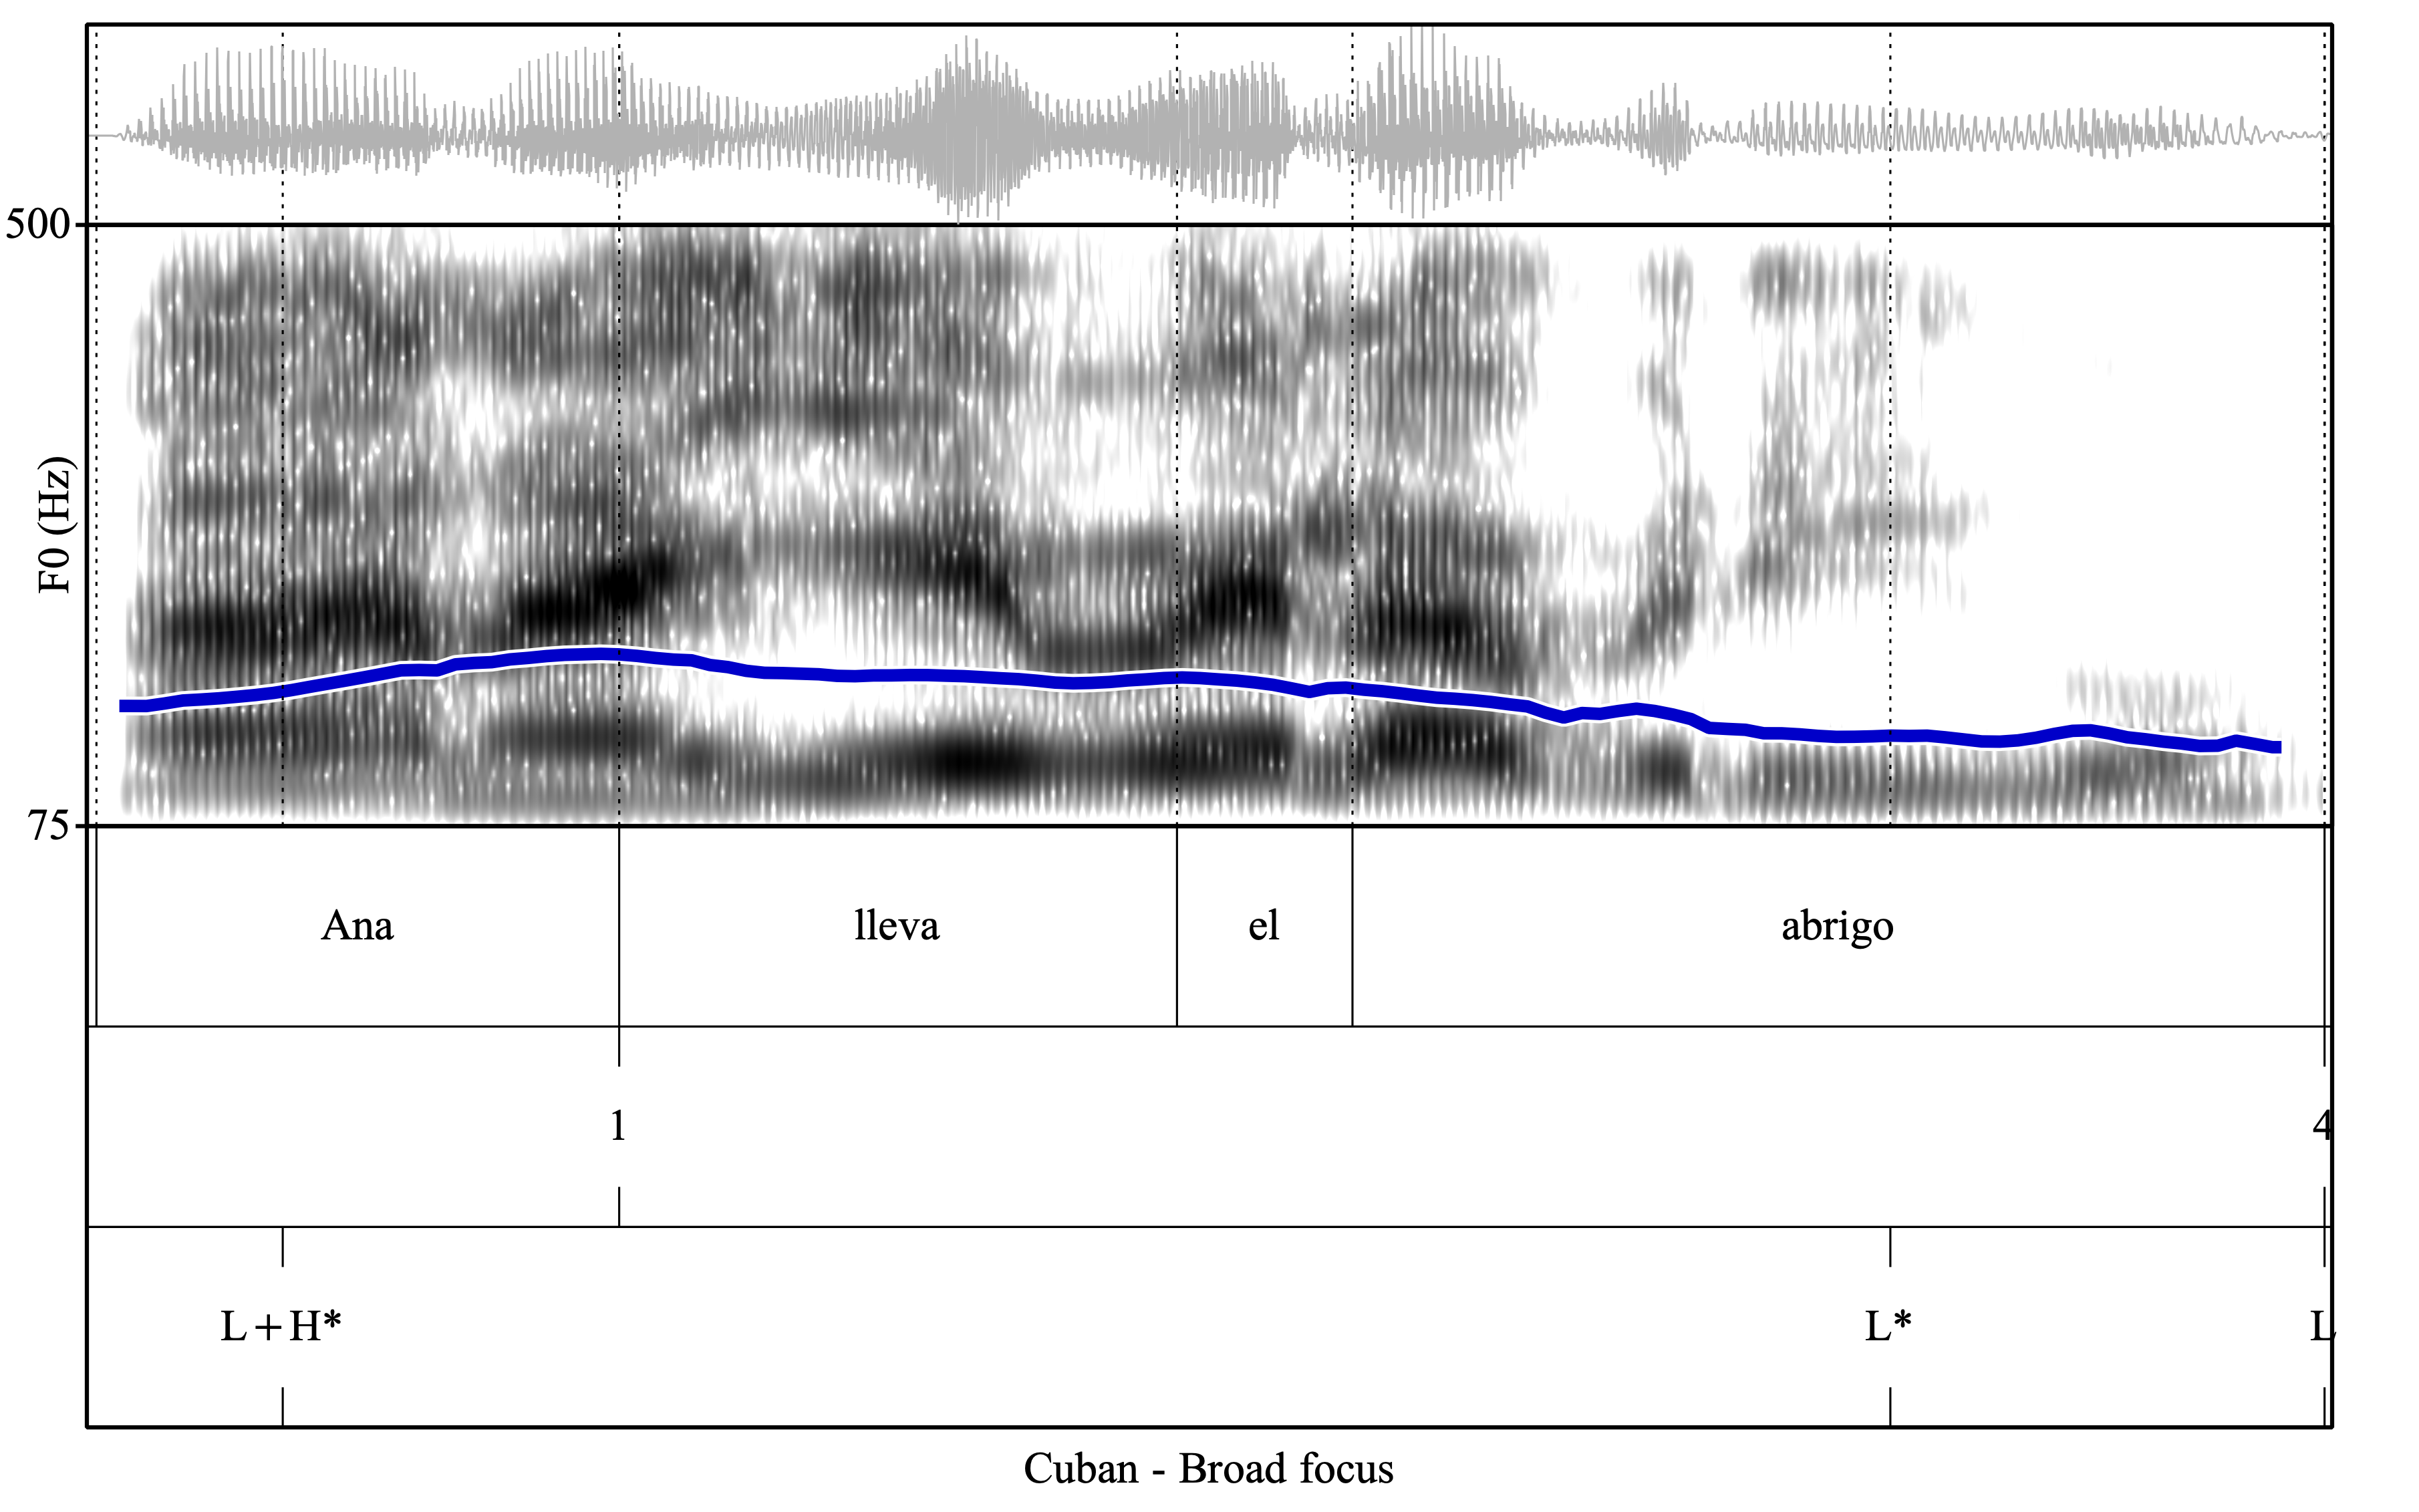 500
F0 (Hz)
75
Ana lleva el abrigo
1 4
L+H* L* L
Cuban - Broad focus